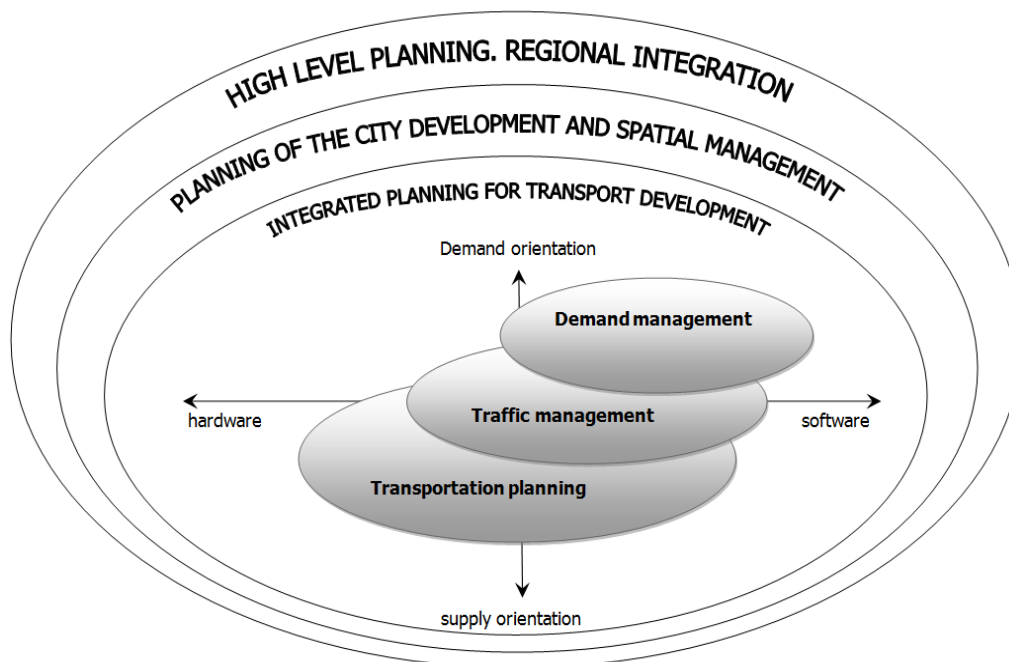 HIGH LEVEL PLANNING. REGIONAL INTEGRATION
PLANNING OF THE CITY DEVELOPMENT AND SPATIAL MANAGEMENT
INTEGRATED PLANNING FOR TRANSPORT DEVELOPMENT
Demand orientation
Demand management
Traffic management
hardware
software
Transportation planning
supply orientation